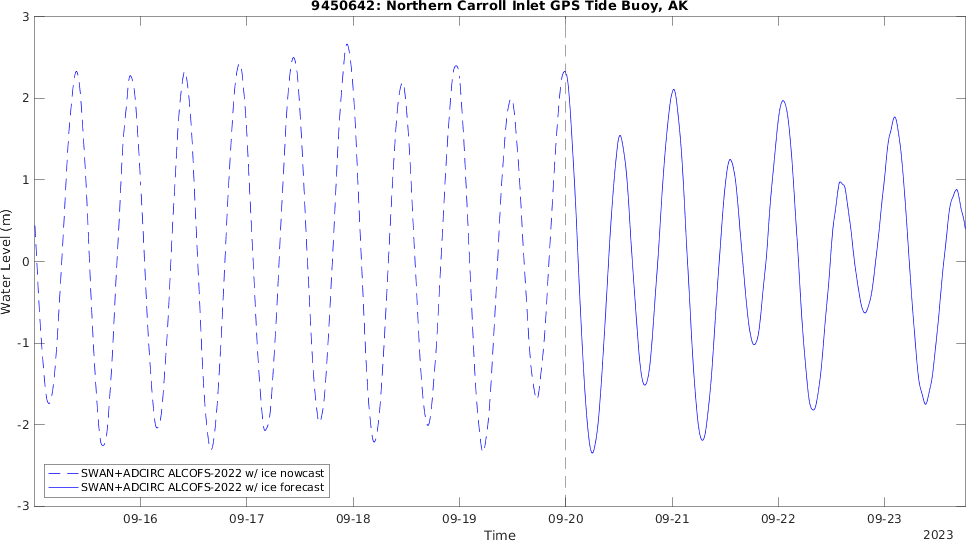 9450642: Northern Carroll Inlet GPS Tide Buoy, AK
3
2
1
0
-1
-2
-3
Water Level (m)
SWAN+ADCIRC ALCOFS-2022 w/ ice nowcast
SWAN+ADCIRC ALCOFS-2022 w/ ice forecast
09-16 09-17 09-18 09-19 09-20 09-21 09-22 09-23
Time
2023